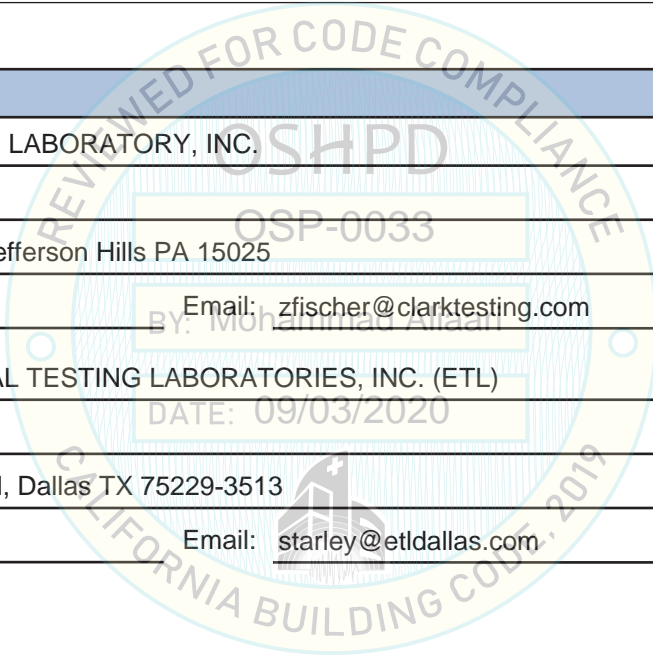 REVIEWED FOR CODE COMPLIANCE
LABORATORY, INC.
OSHPD
OSP-0033
efferson Hills PA 15025
Email: zfischer@clarktesting.com
BY: Mohammad
AL TESTING LABORATORIES, INC. (ETL)
DATE: 09/03/2020
, Dallas TX 75229-3513
Email: starley@etldallas.com
CALIFORNIA BUILDING CODE, 2019